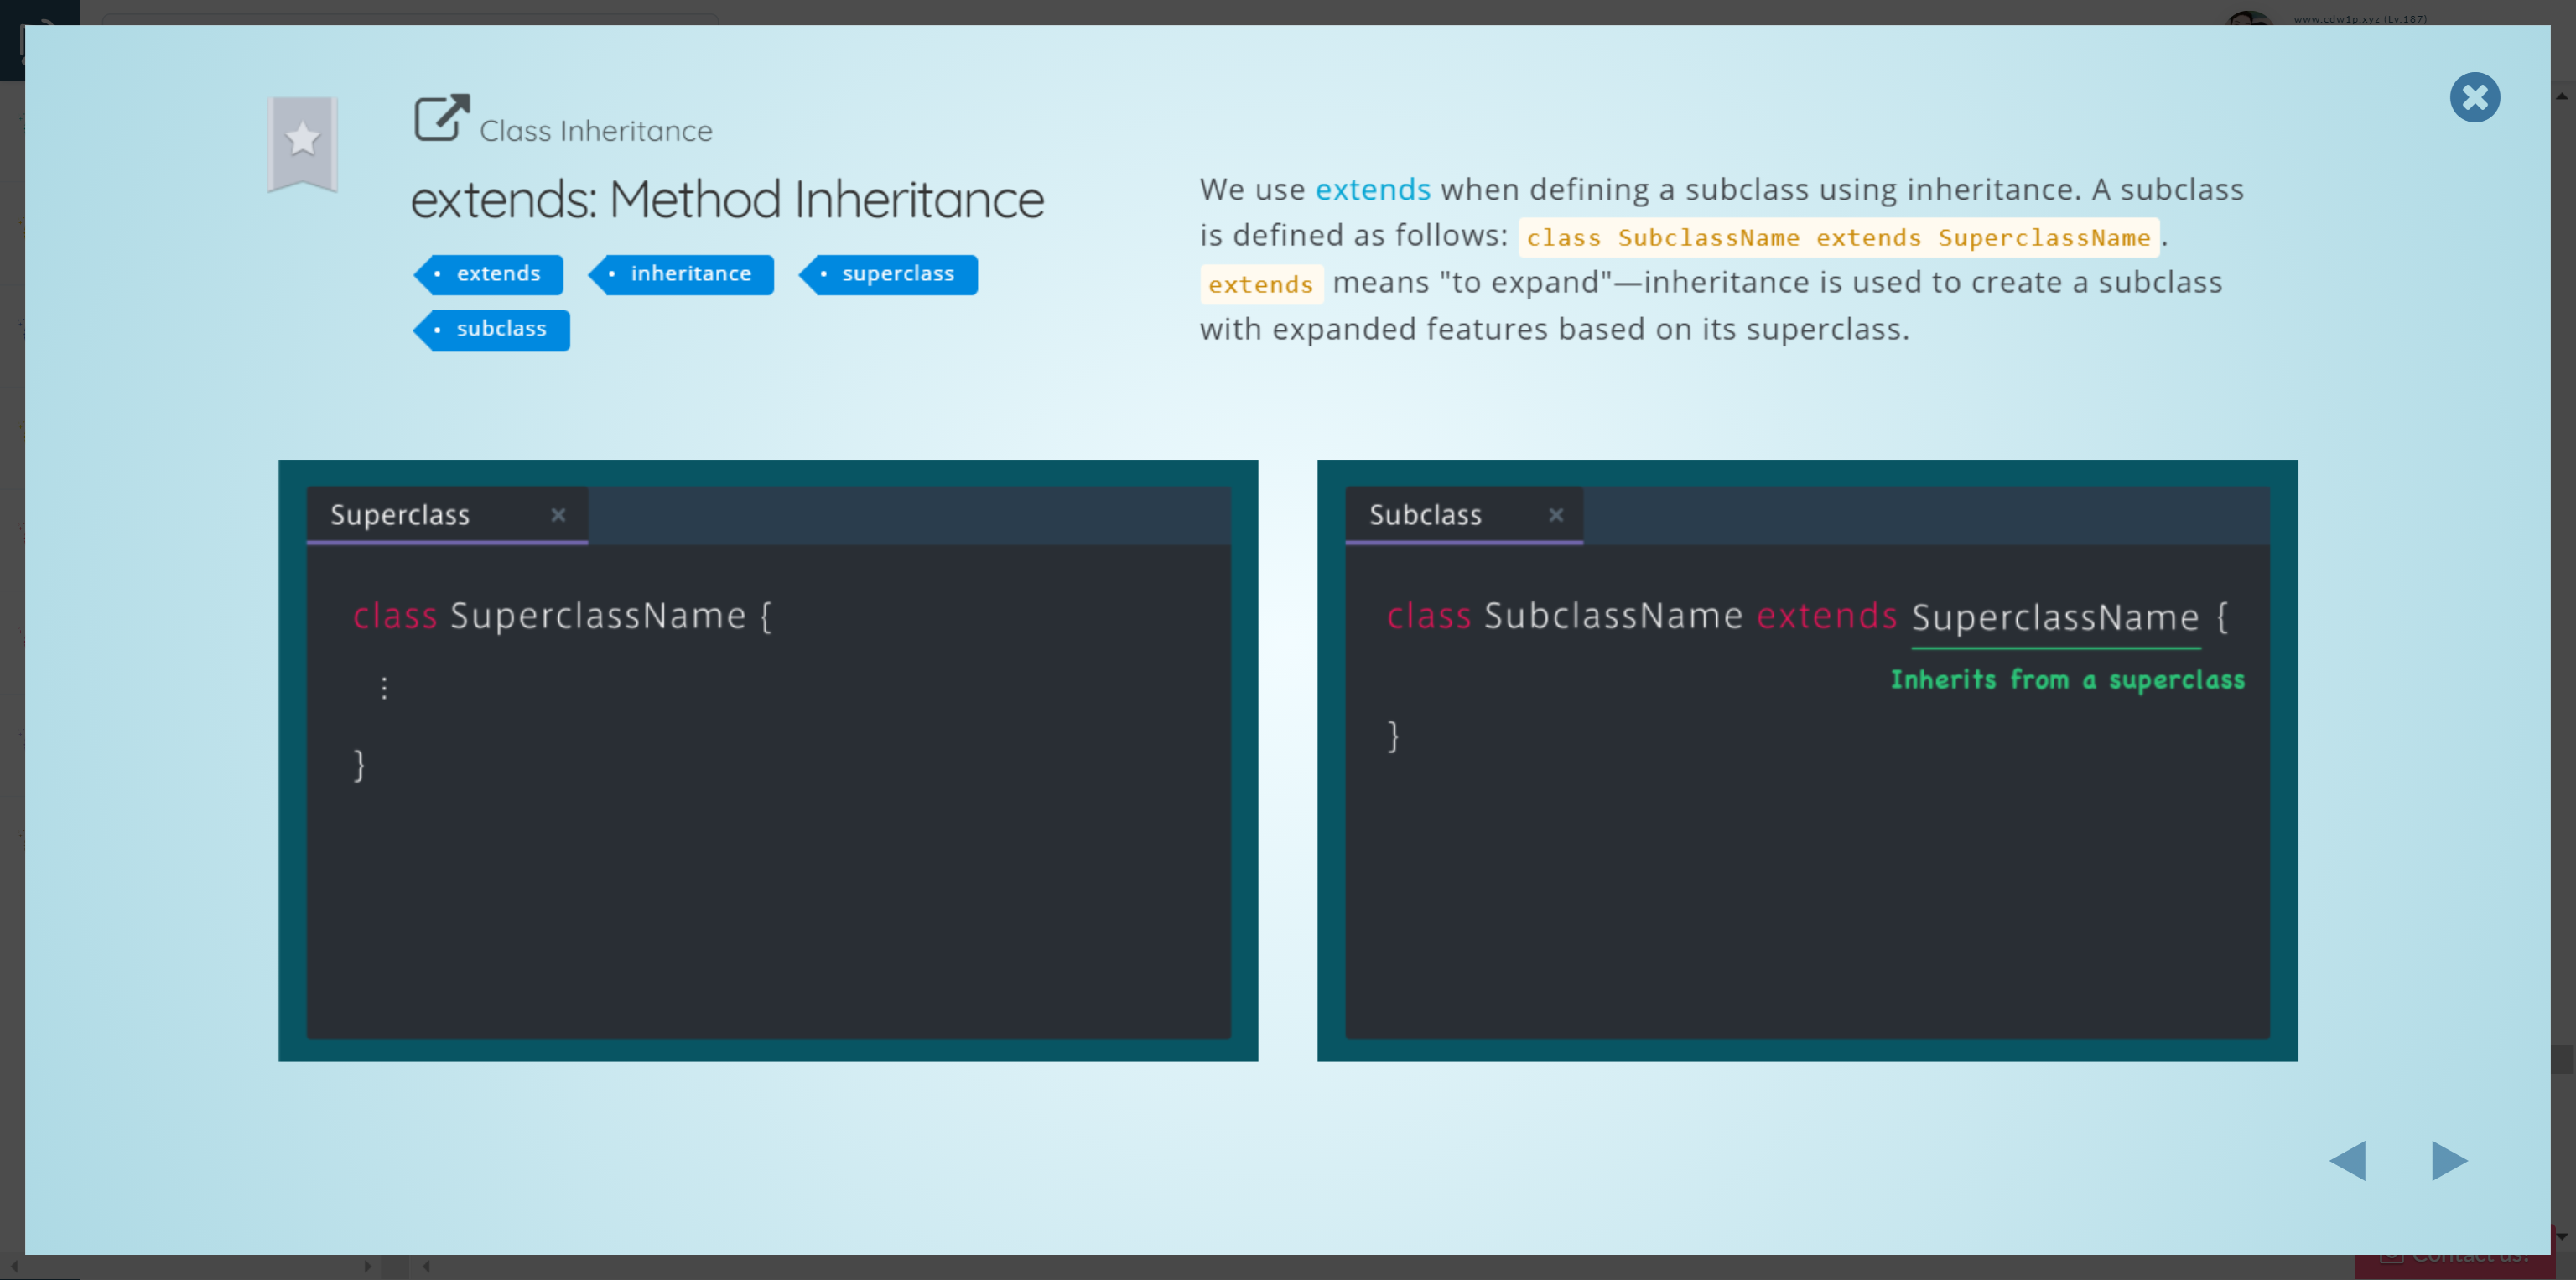 www.cdw1p.xyz (Lv.187)
Class Inheritance
extends: Method Inheritance
• extends • inheritance • superclass
• subclass
We use extends when defining a subclass using inheritance. A subclass
is defined as follows: class SubclassName extends SuperclassName.
extends means "to expand"—inheritance is used to create a subclass
with expanded features based on its superclass.
Superclass ×
class SuperclassName {
⋮
}
Subclass ×
class SubclassName extends SuperclassName {
Inherits from a superclass
}
Contact us!